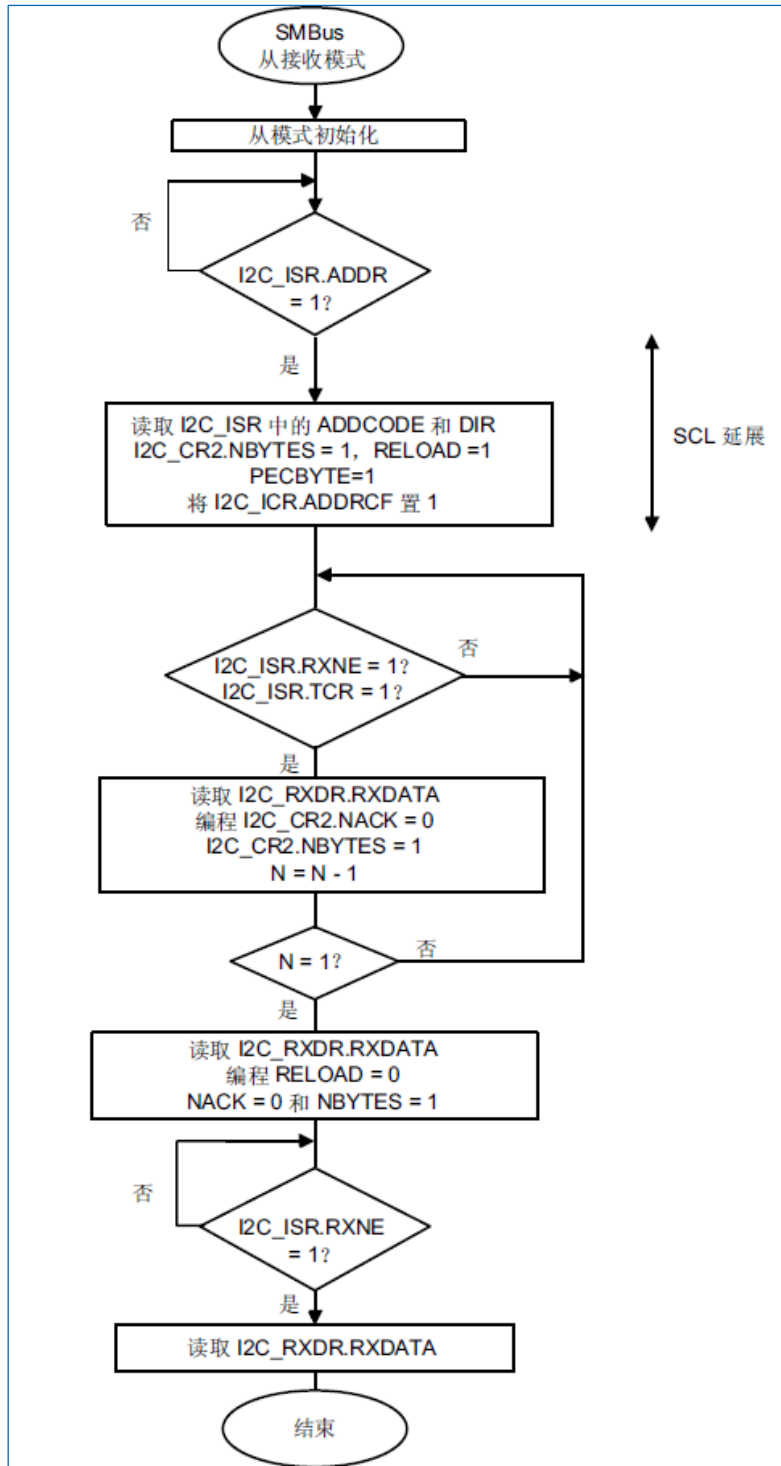 SMBus
从接收模式
从模式初始化
否
I2C_ISR.ADDR
= 1?
是
读取 I2C_ISR 中的 ADDCODE 和 DIR
I2C_CR2.NBYTES = 1，RELOAD =1
PECBYTE=1
将 I2C_ICR.ADDRCF 置 1
SCL 延展
I2C_ISR.RXNE = 1?
I2C_ISR.TCR = 1?
否
是
读取 I2C_RXDR.RXDATA
编程 I2C_CR2.NACK = 0
I2C_CR2.NBYTES = 1
N = N - 1
N = 1?
否
是
读取 I2C_RXDR.RXDATA
编程 RELOAD = 0
NACK = 0 和 NBYTES = 1
否
I2C_ISR.RXNE
= 1?
是
读取 I2C_RXDR.RXDATA
结束